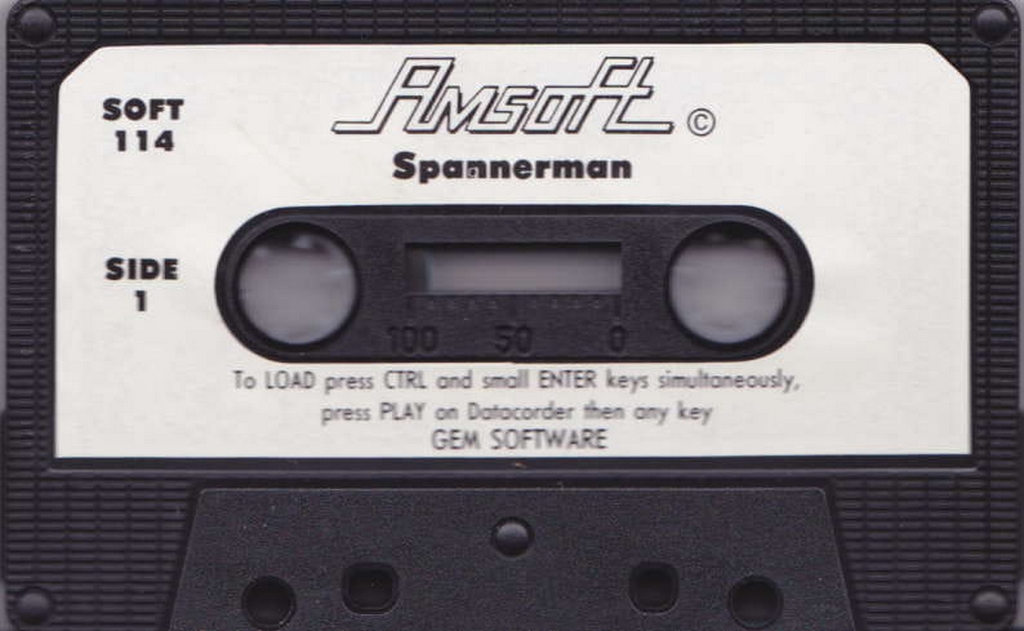 Amsoft ©
SOFT
114
Spannerman
SIDE
1
100 50 0
To LOAD press CTRL and small ENTER keys simultaneously,
press PLAY on Datacorder then any key
GEM SOFTWARE